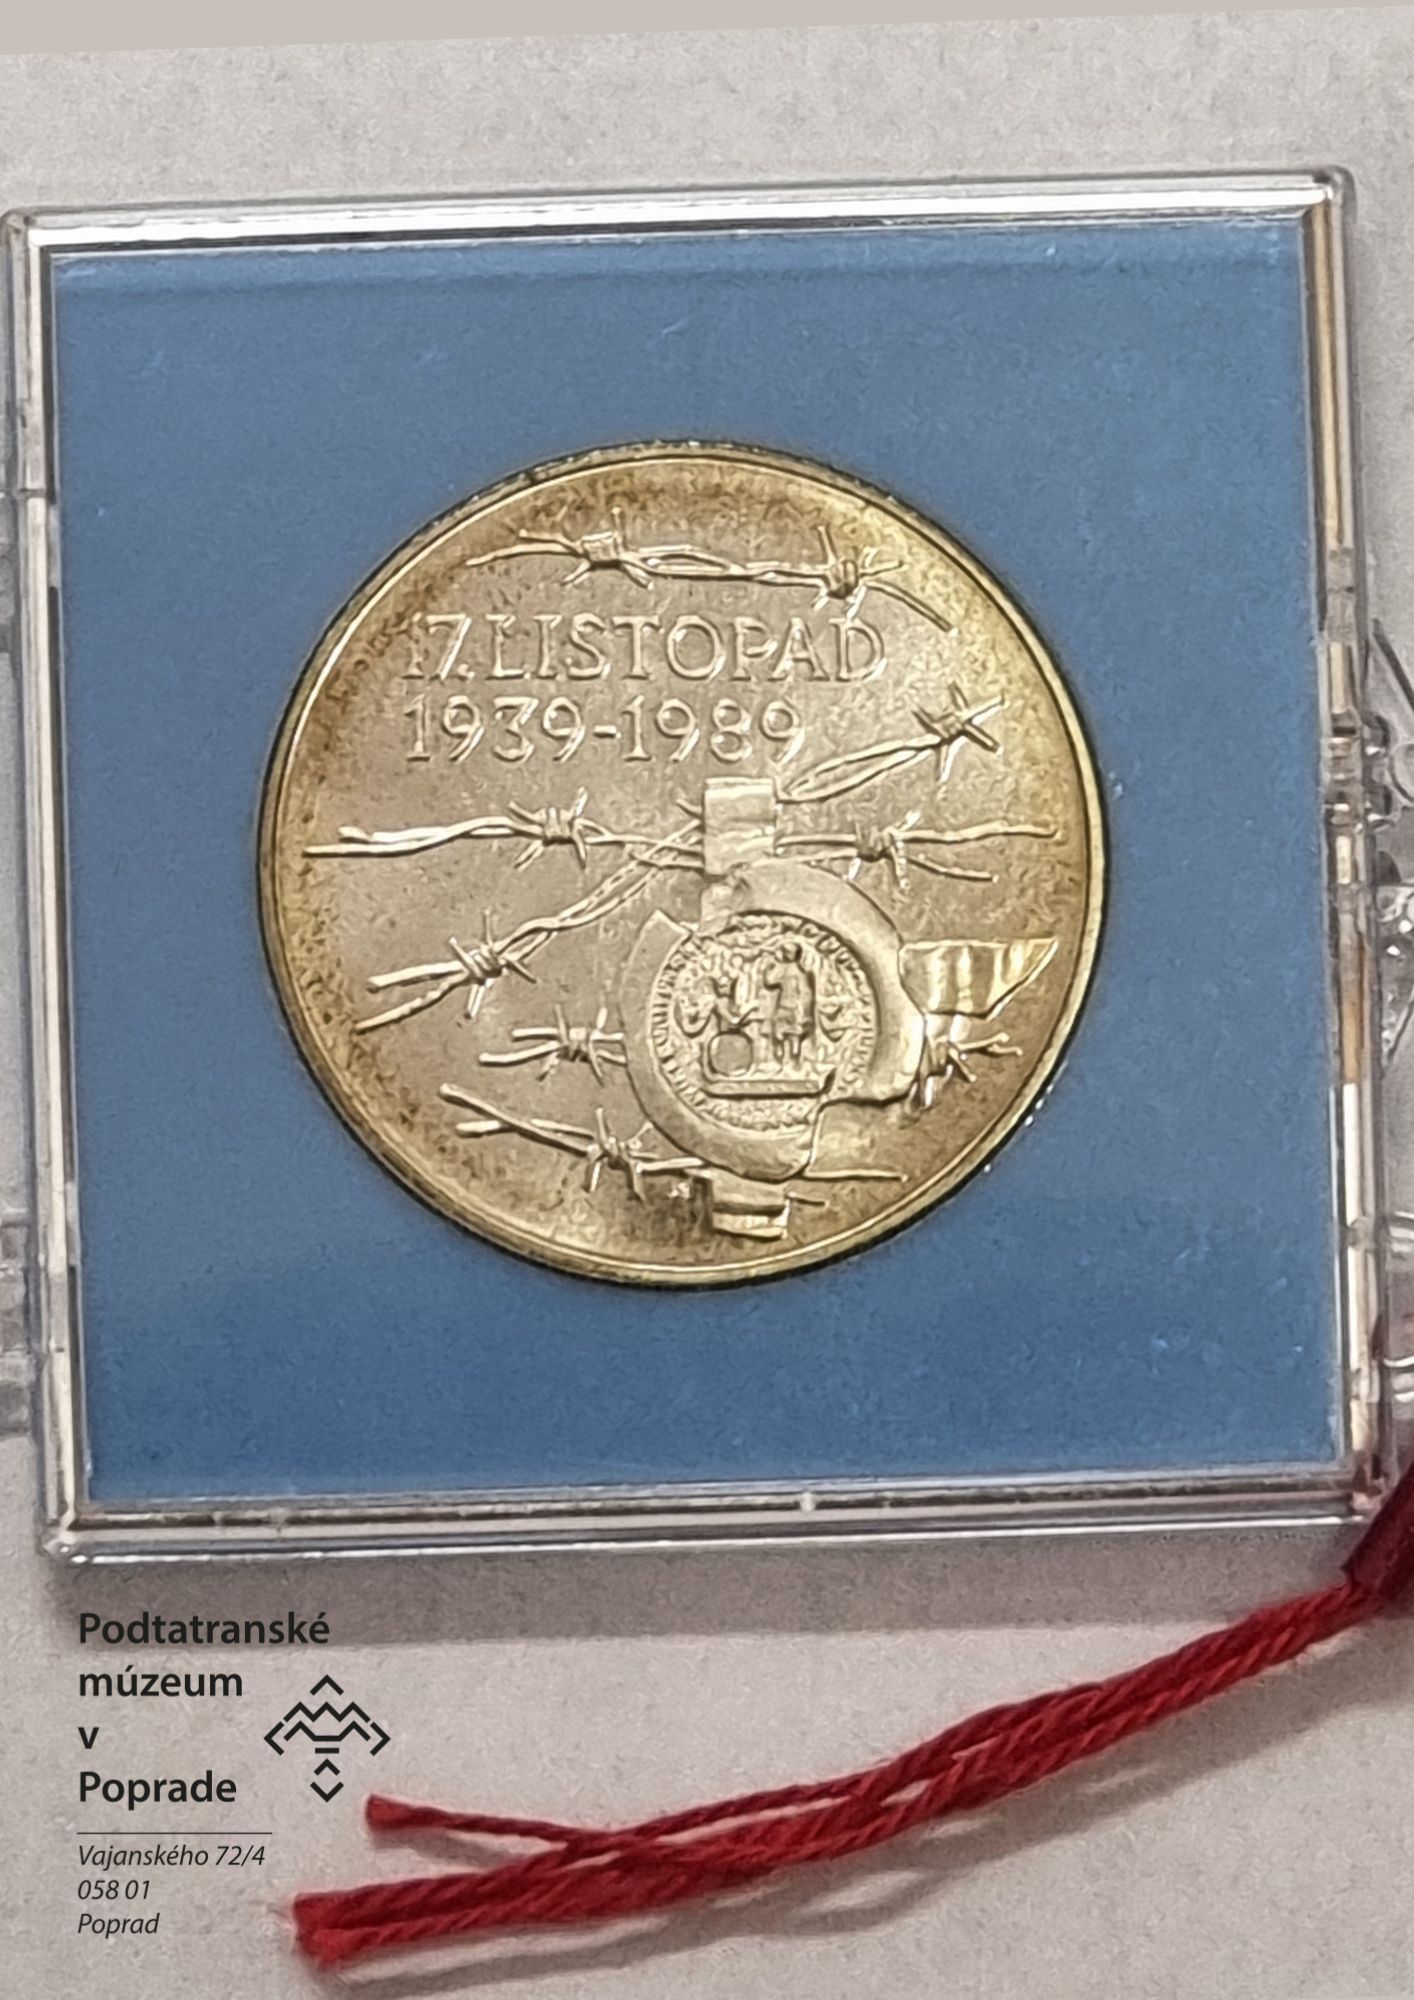 17. LISTOPAD
1939-1989
Podtatranské
múzeum
v
Poprade
Vajanského 72/4
058 01
Poprad